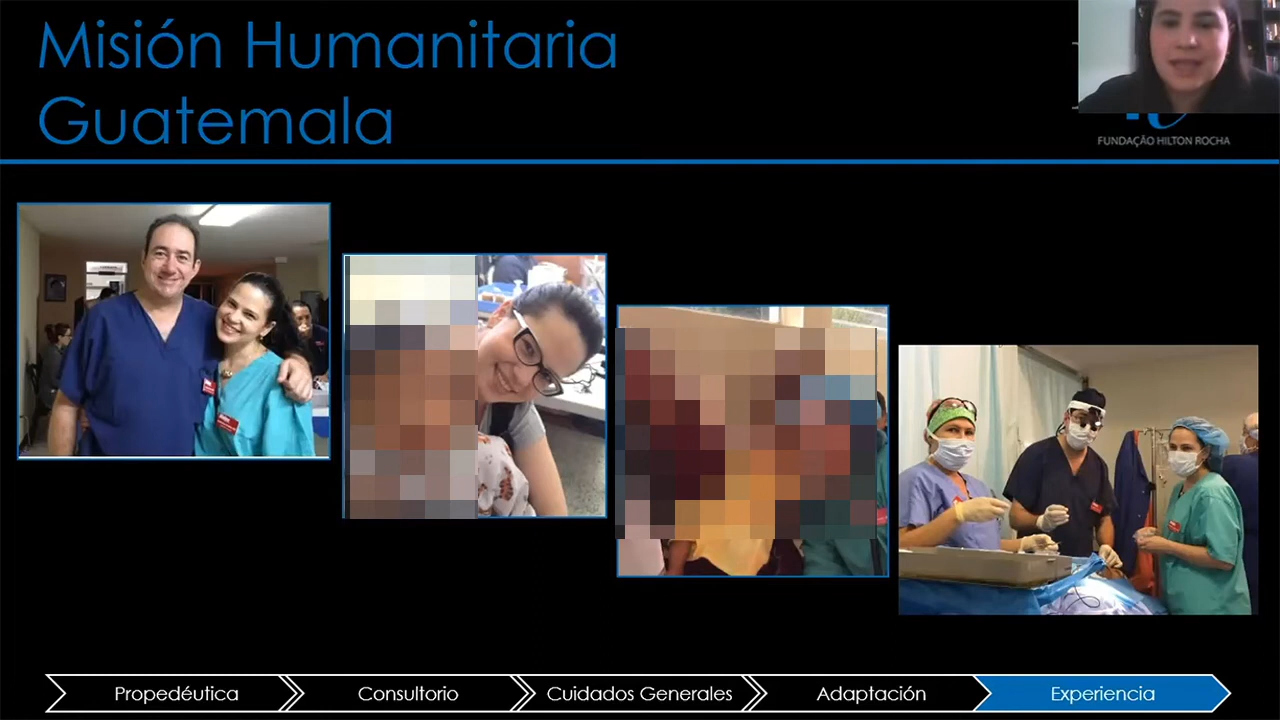 Misión Humanitaria
Guatemala
FUNDAÇÃO HILTON ROCHA
Propedéutica
Consultorio
Cuidados Generales
Adaptación
Experiencia